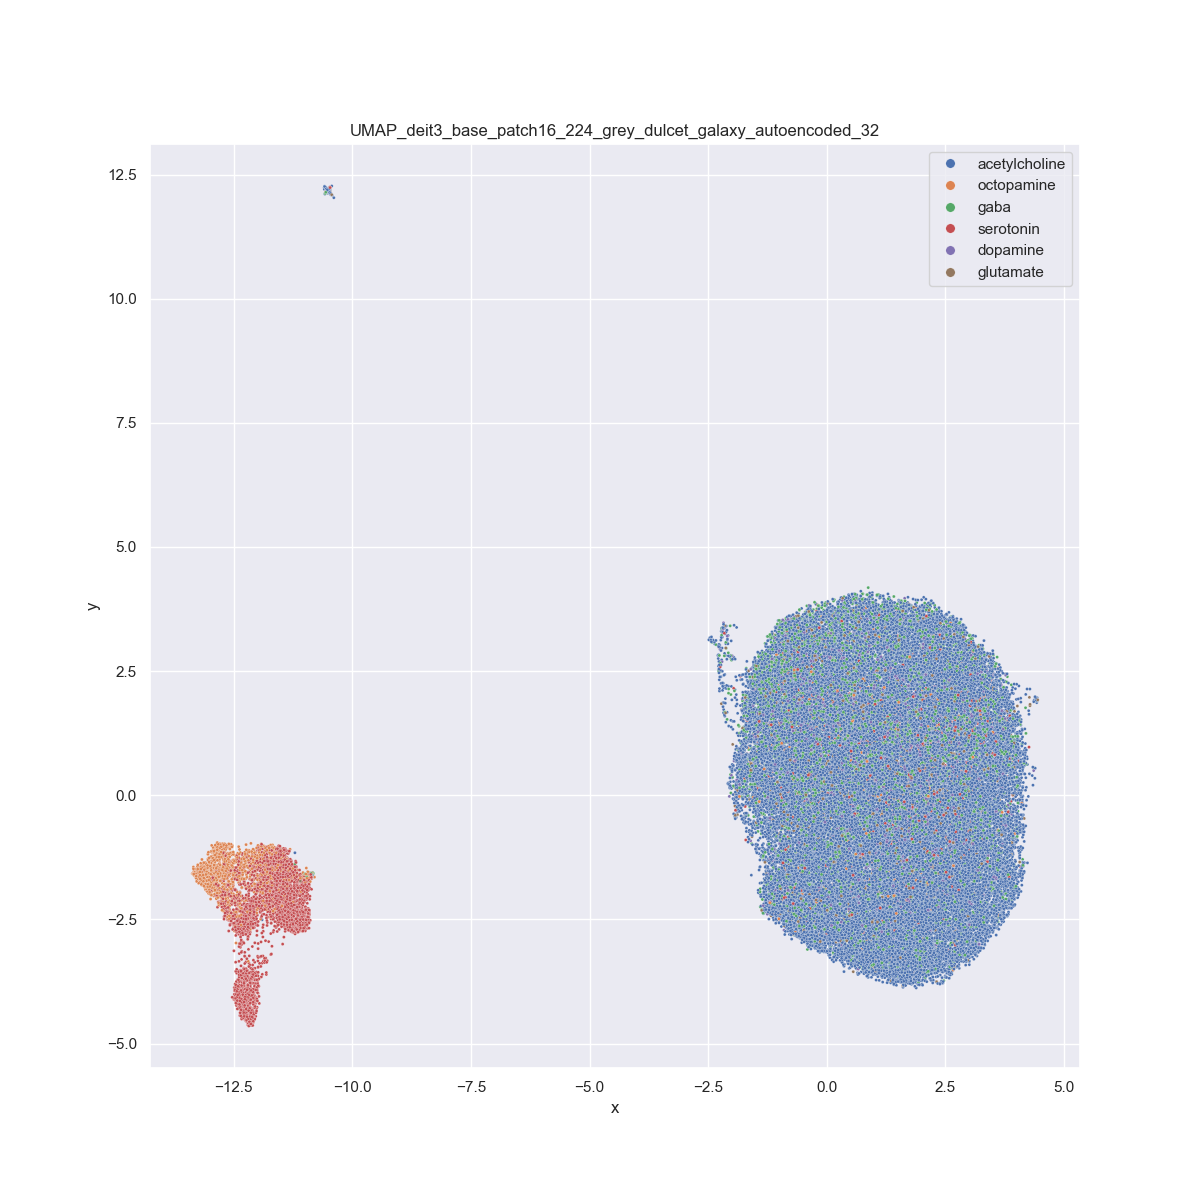 UMAP_deit3_base_patch16_224_grey_dulcet_galaxy_autoencoded_32
acetylcholine
octopamine
gaba
serotonin
dopamine
glutamate
12.5
10.0
7.5
5.0
2.5
0.0
−2.5
−5.0
y
−12.5
−10.0
−7.5
−5.0
−2.5
0.0
2.5
5.0
x